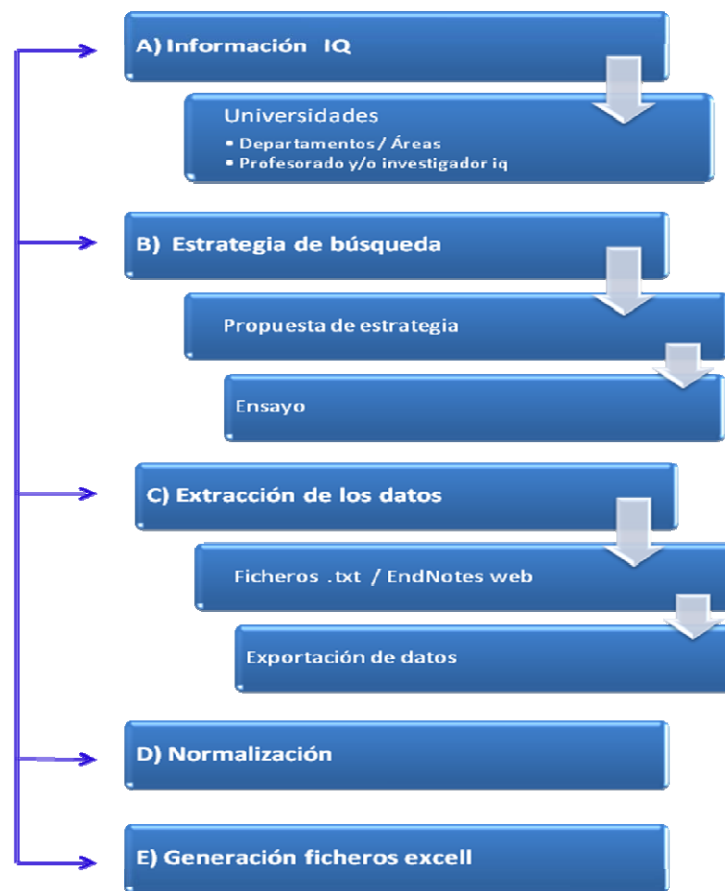 A) Información IQ
Universidades
▪ Departamentos / Áreas
▪ Profesorado y/o investigador iq
B) Estrategia de búsqueda
Propuesta de estrategia
Ensayo
C) Extracción de los datos
Ficheros .txt / EndNotes web
Exportación de datos
D) Normalización
E) Generación ficheros excell